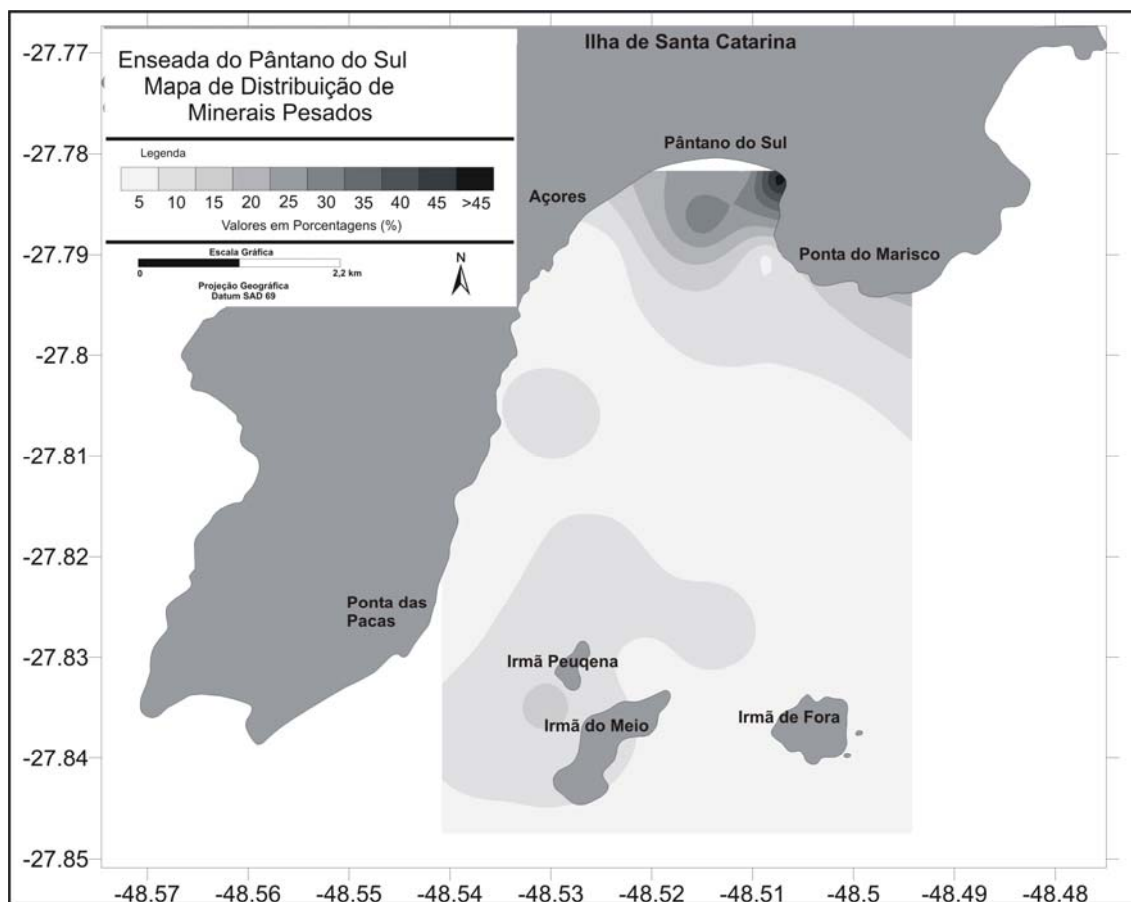 -27.77
-27.78
-27.79
-27.8
-27.81
-27.82
-27.83
-27.84
-27.85
Enseada do Pântano do Sul
Mapa de Distribuição de
Minerais Pesados
Legenda
5 10 15 20 25 30 35 40 45 >45
Valores em Porcentagens (%)
Escala Gráfica
0 2,2 km
Projeção Geográfica
Datum SAD 69
N
Ilha de Santa Catarina
Pântano do Sul
Açores
Ponta do Marisco
Ponta das
Pacas
Irmã Peuqena
Irmã do Meio
Irmã de Fora
-48.57 -48.56 -48.55 -48.54 -48.53 -48.52 -48.51 -48.5 -48.49 -48.48